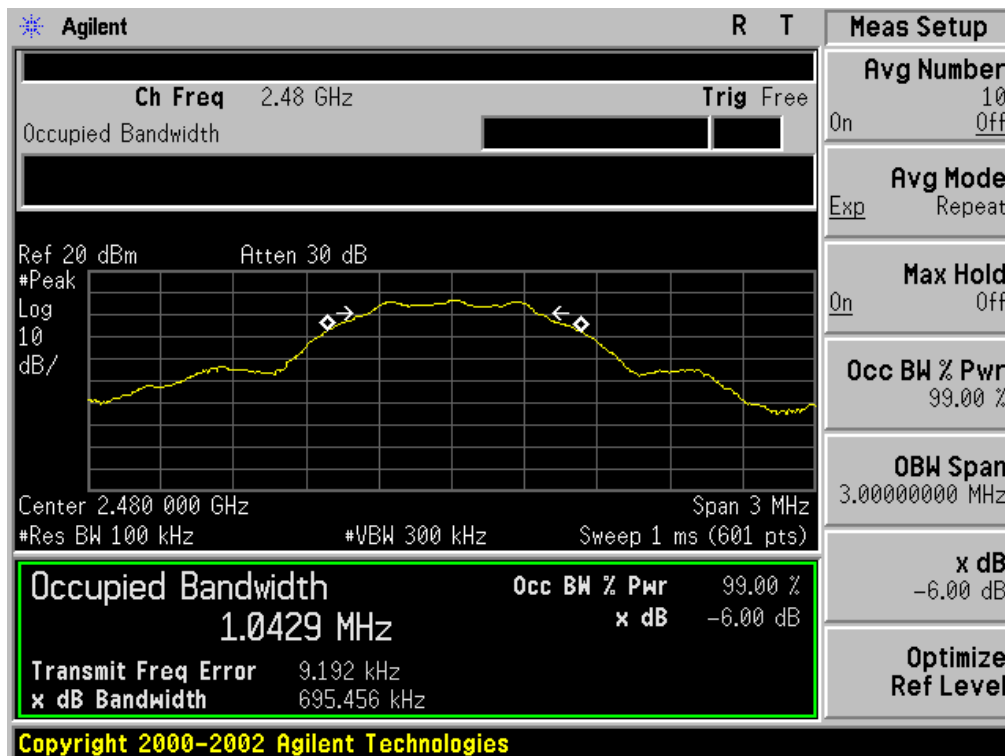 Agilent R T
Ch Freq 2.48 GHz Trig Free
Occupied Bandwidth
Ref 20 dBm Atten 30 dB
#Peak
Log
10
dB/
Center 2.480 000 GHz Span 3 MHz
#Res BW 100 kHz #VBW 300 kHz Sweep 1 ms (601 pts)
Occupied Bandwidth Occ BW % Pwr 99.00 %
1.0429 MHz x dB -6.00 dB
Transmit Freq Error 9.192 kHz
x dB Bandwidth 695.456 kHz
Copyright 2000-2002 Agilent Technologies
Meas Setup
Avg Number
10
On Off
Avg Mode
Exp Repeat
Max Hold
On Off
Occ BW % Pwr
99.00 %
OBW Span
3.00000000 MHz
x dB
-6.00 dB
Optimize
Ref Level